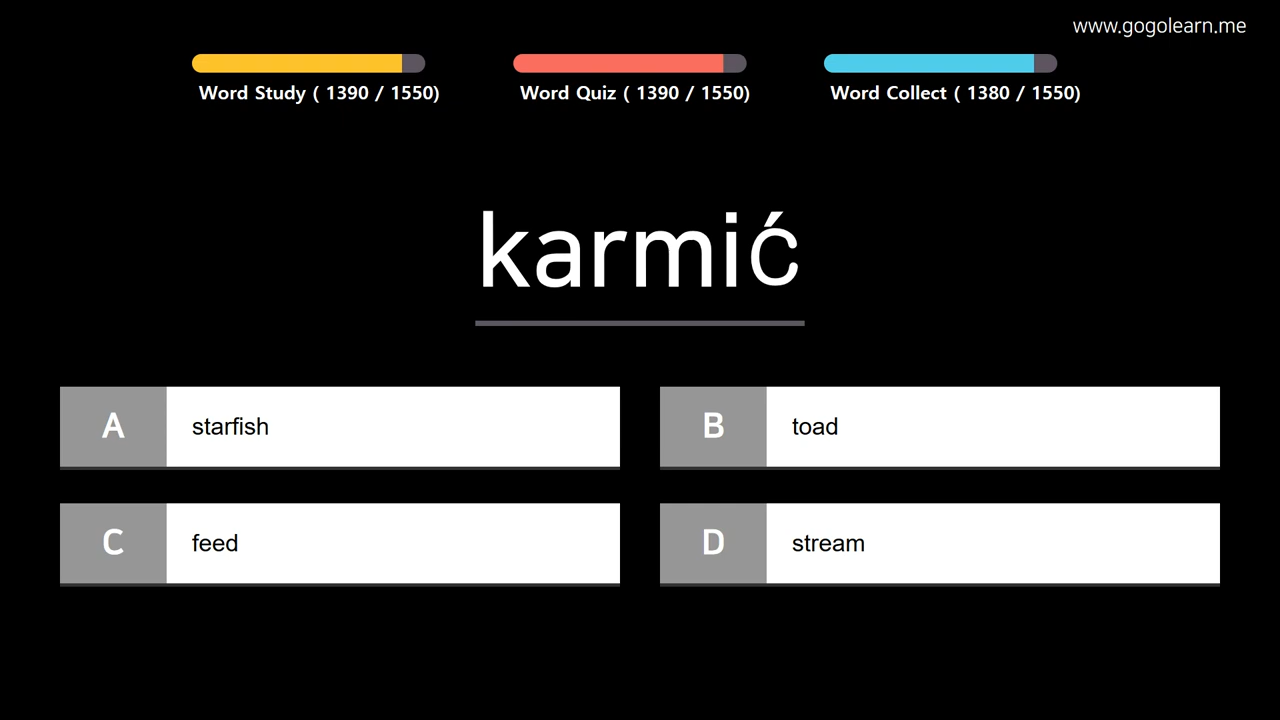 www.gogolearn.me
Word Study ( 1390 / 1550)
Word Quiz ( 1390 / 1550)
Word Collect ( 1380 / 1550)
karmić
A starfish
B toad
C feed
D stream